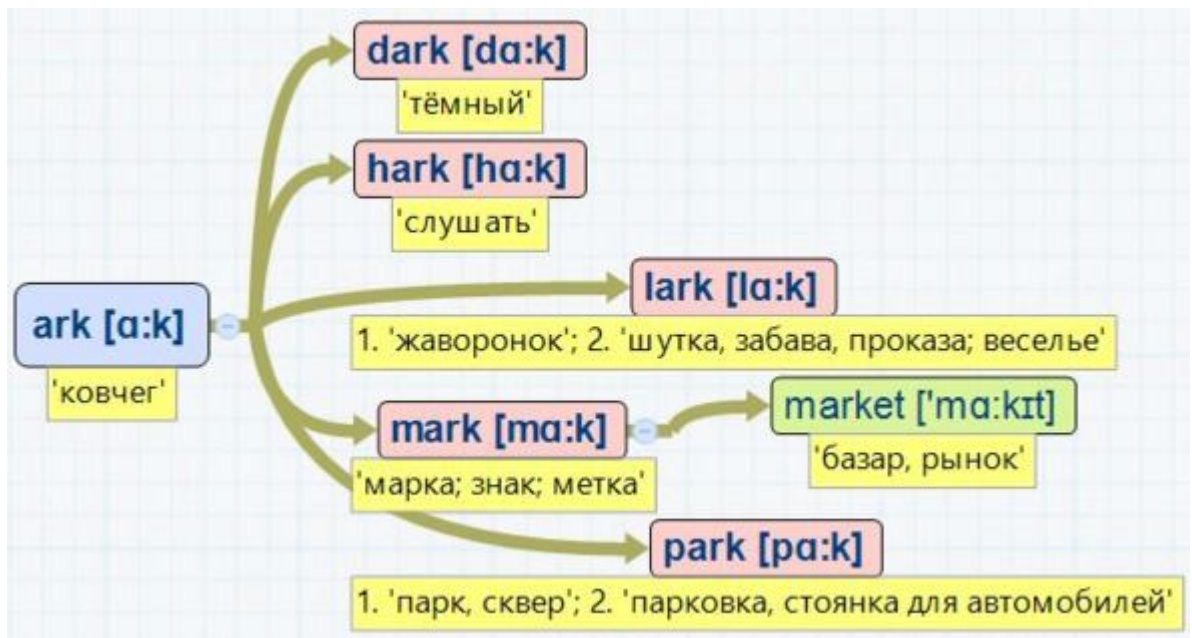 dark [dɑ:k]
'тёмный'
hark [hɑ:k]
'слушать'
lark [lɑ:k]
1. 'жаворонок'; 2. 'шутка, забава, проказа; веселье'
ark [ɑ:k]
'ковчег'
mark [mɑ:k]
'марка; знак; метка'
market ['mɑ:kɪt]
'базар, рынок'
park [pɑ:k]
1. 'парк, сквер'; 2. 'парковка, стоянка для автомобилей'